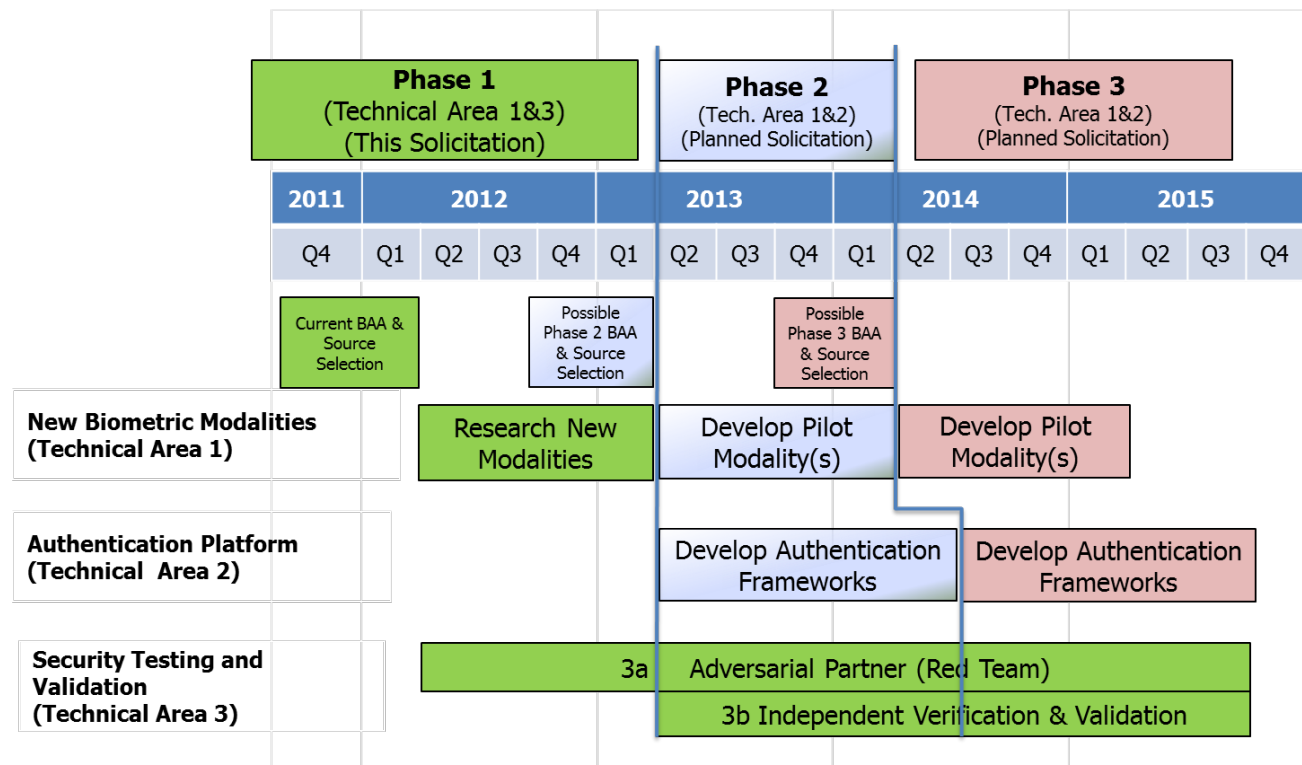 Phase 1
(Technical Area 1&3)
(This Solicitation)
Phase 2
(Tech. Area 1&2)
(Planned Solicitation)
Phase 3
(Tech. Area 1&2)
(Planned Solicitation)
2011 2012 2013 2014 2015
Q4 Q1 Q2 Q3 Q4 Q1 Q2 Q3 Q4 Q1 Q2 Q3 Q4 Q1 Q2 Q3 Q4
Current BAA &
Source
Selection
Possible
Phase 2 BAA
& Source
Selection
Possible
Phase 3 BAA
& Source
Selection
New Biometric Modalities
(Technical Area 1)
Research New
Modalities
Develop Pilot
Modality(s)
Develop Pilot
Modality(s)
Authentication Platform
(Technical Area 2)
Develop Authentication
Frameworks
Develop Authentication
Frameworks
Security Testing and
Validation
(Technical Area 3)
3a Adversarial Partner (Red Team)
3b Independent Verification & Validation